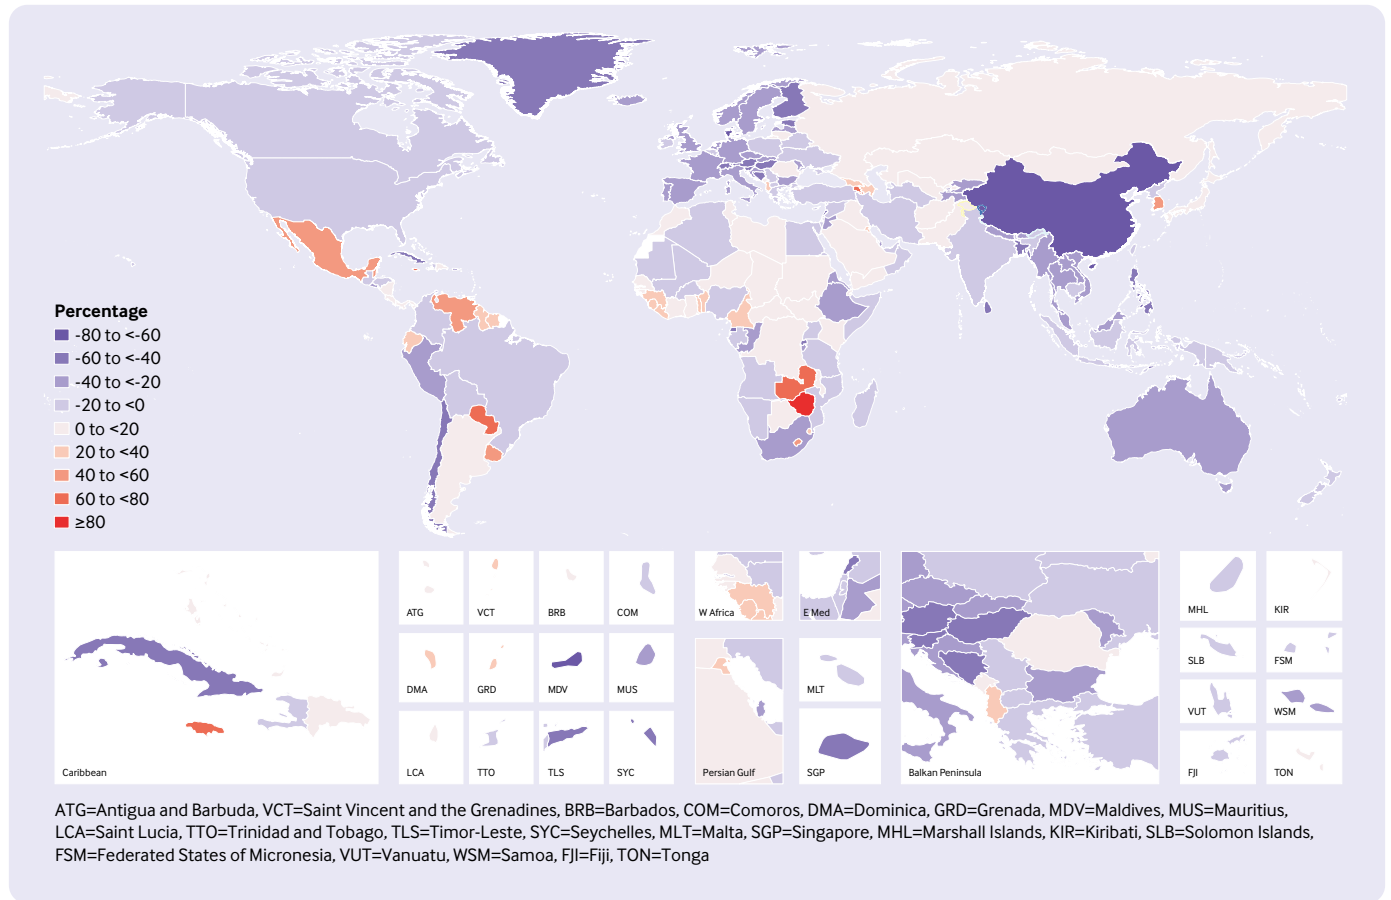 Percentage
-80 to <-60
-60 to <-40
-40 to <-20
-20 to <0
0 to <20
20 to <40
40 to <60
60 to <80
≥80
Caribbean
ATG
VCT
BRB
COM
DMA
GRD
MDV
MUS
LCA
TTO
TLS
SYC
W Africa
E Med
Persian Gulf
MLT
SGP
Balkan Peninsula
MHL
KIR
SLB
FSM
VUT
WSM
FJI
TON
ATG=Antigua and Barbuda, VCT=Saint Vincent and the Grenadines, BRB=Barbados, COM=Comoros, DMA=Dominica, GRD=Grenada, MDV=Maldives, MUS=Mauritius,
LCA=Saint Lucia, TTO=Trinidad and Tobago, TLS=Timor-Leste, SYC=Seychelles, MLT=Malta, SGP=Singapore, MHL=Marshall Islands, KIR=Kiribati, SLB=Solomon Islands,
FSM=Federated States of Micronesia, VUT=Vanuatu, WSM=Samoa, FJI=Fiji, TON=Tonga